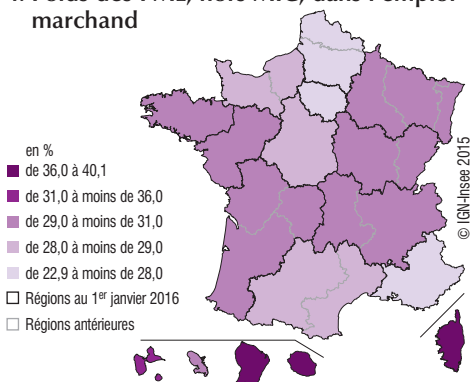 marchand
en %
de 36,0 à 40,1
de 31,0 à moins de 36,0
de 29,0 à moins de 31,0
de 28,0 à moins de 29,0
de 22,9 à moins de 28,0
Régions au 1er janvier 2016
Régions antérieures
© IGN-Insee 2015